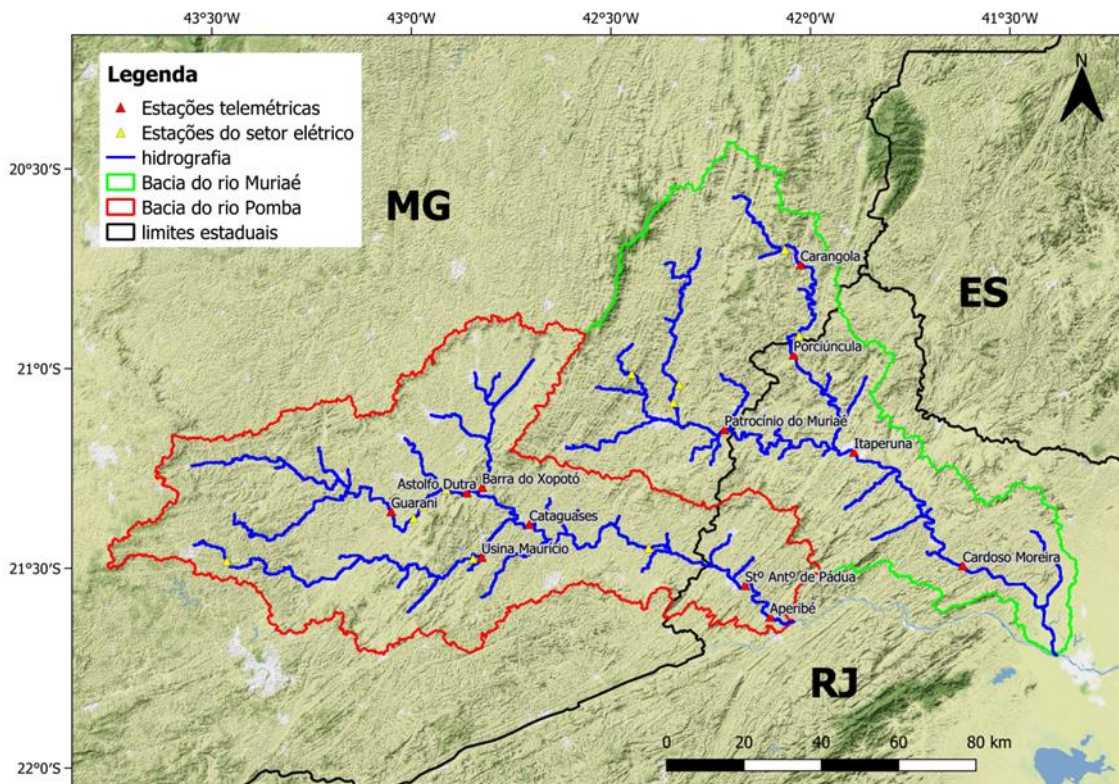 43°30'W 43°0'W 42°30'W 42°0'W 41°30'W
N
Legenda
Estações telemétricas
Estações do setor elétrico
hidrografia
Bacia do rio Muriaé
Bacia do rio Pomba
limites estaduais
20°30'S
MG
Carangola
ES
Porciúncula
21°0'S
Patrocínio do Muriaé
Itaperuna
Astolfo Dutra Barra do Xopotó
Guarani
Cataguases
21°30'S
Usina Maurício
Cardoso Moreira
Stº Antº de Pádua
Aperibé
RJ
0 20 40 60 80 km
22°0'S